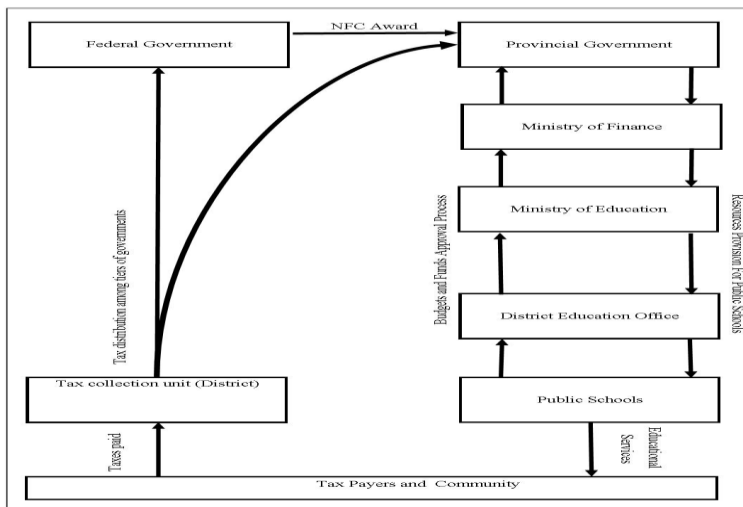 NFC Award
Federal Government
Provincial Government
Ministry of Finance
Ministry of Education
Tax distribution among tiers of governments
Budgets and Funds Approval Process
Resources Provision For Public Schools
District Education Office
Tax collection unit (District)
Public Schools
Taxes paid
Educational
Services
Tax Payers and Community